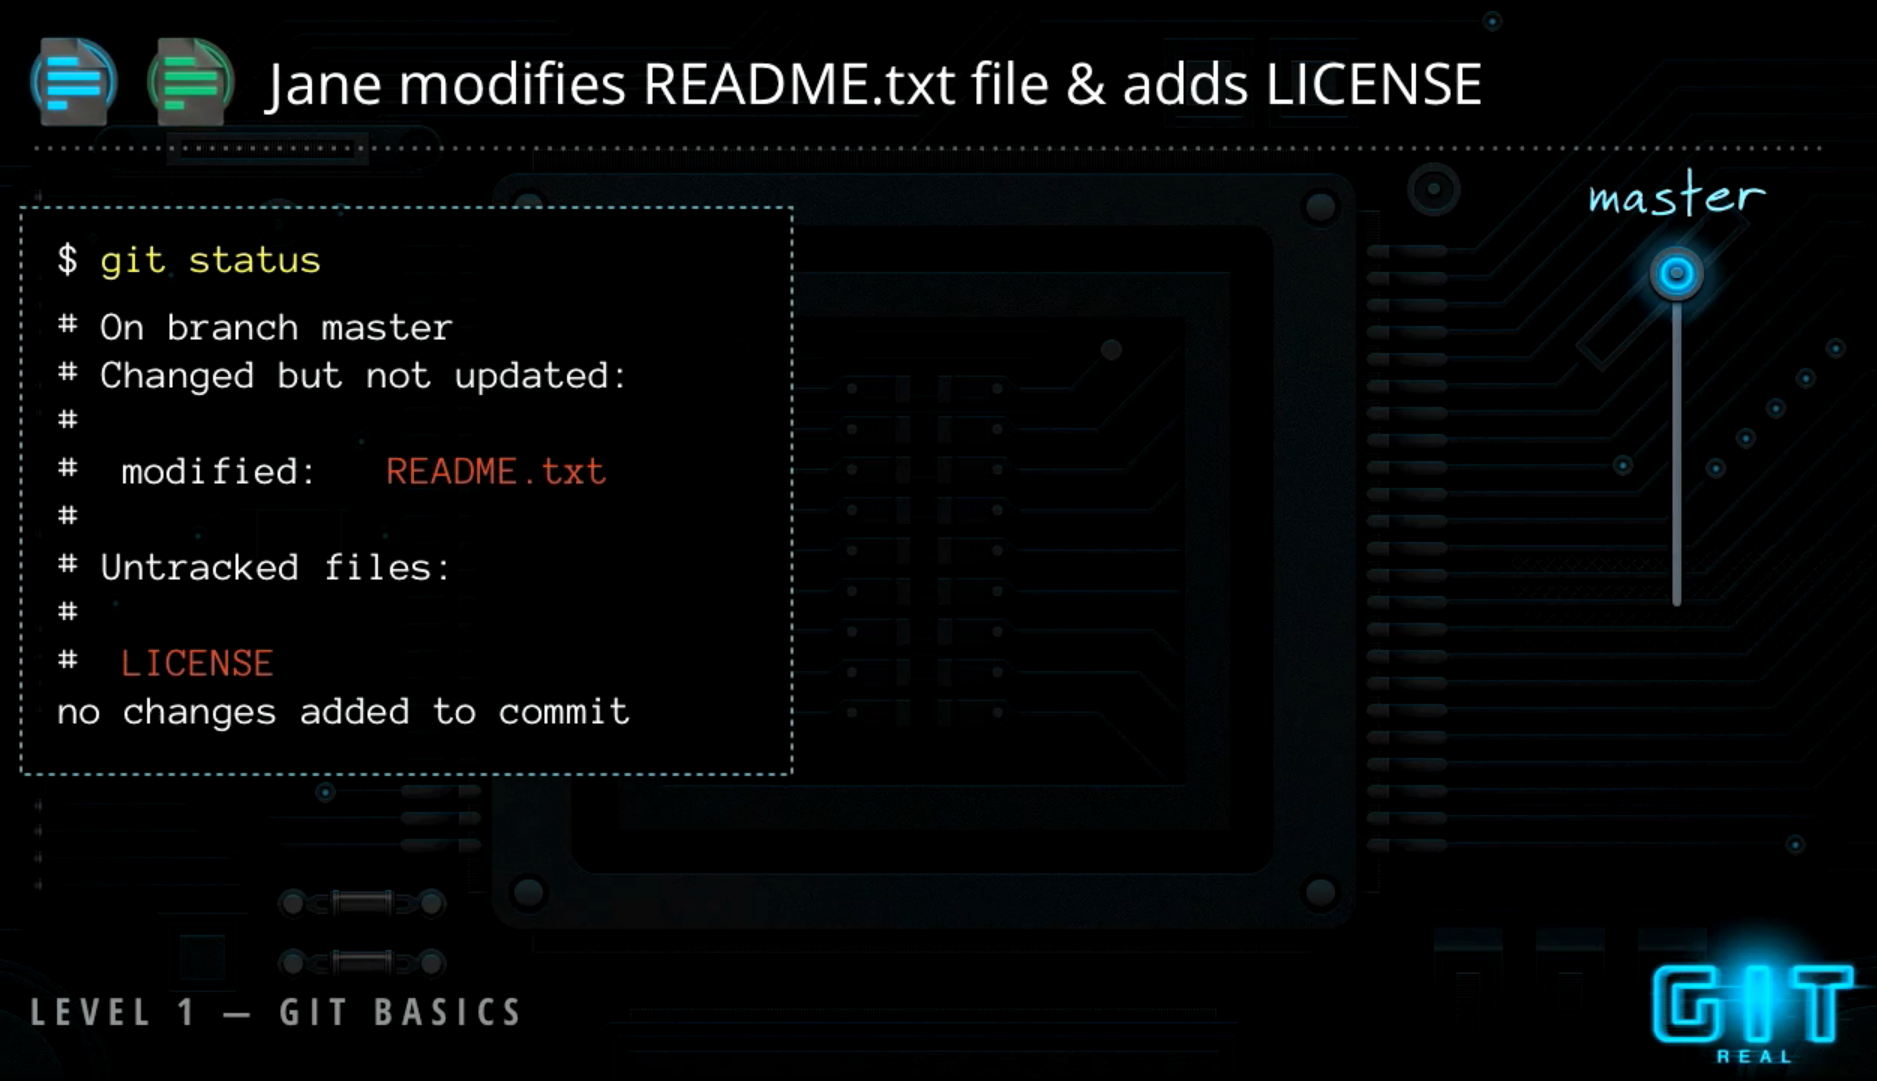 Jane modifies README.txt file & adds LICENSE
master
$ git status
# On branch master
# Changed but not updated:
#
#  modified:   README.txt
#
# Untracked files:
#
#  LICENSE
no changes added to commit
LEVEL 1 — GIT BASICS
GIT
REAL